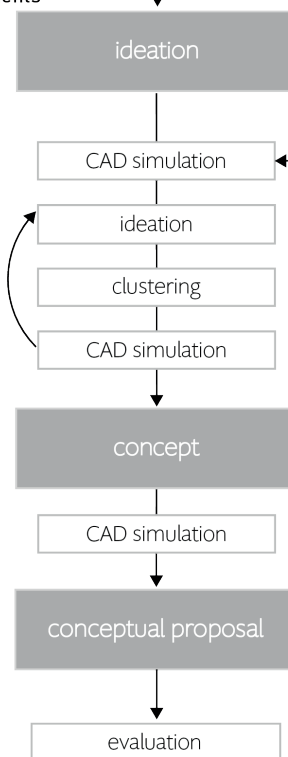 ideation
CAD simulation
ideation
clustering
CAD simulation
concept
CAD simulation
conceptual proposal
evaluation